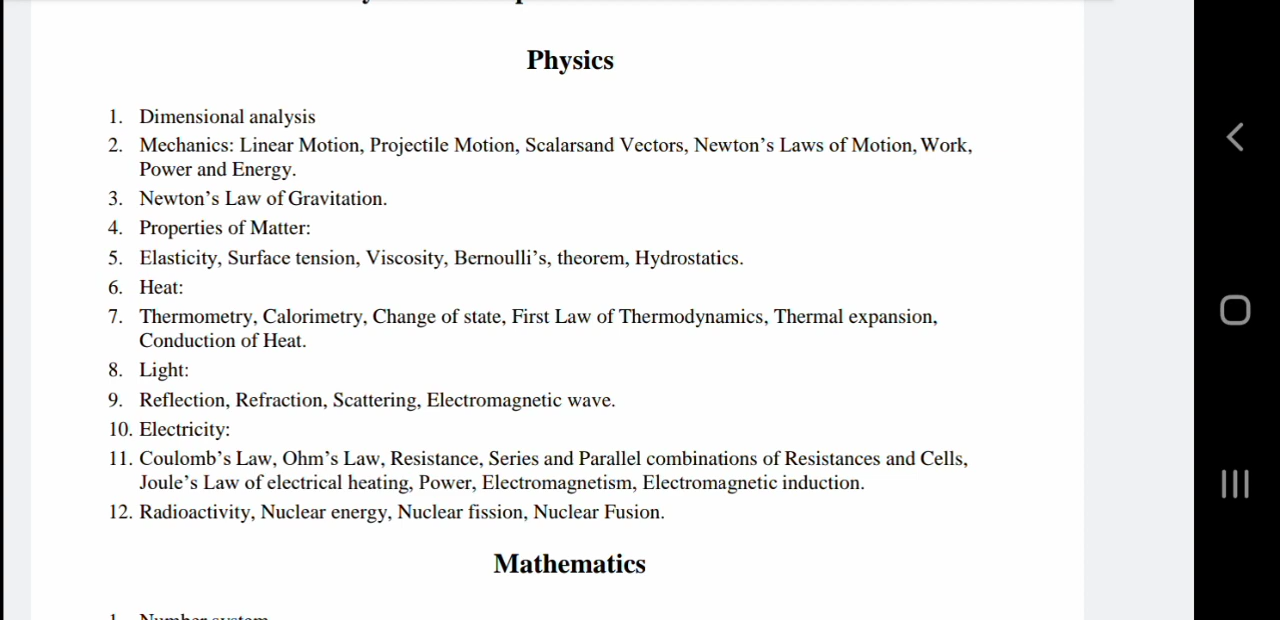 Physics
1. Dimensional analysis
2. Mechanics: Linear Motion, Projectile Motion, Scalarsand Vectors, Newton's Laws of Motion, Work,
Power and Energy.
3. Newton's Law of Gravitation.
4. Properties of Matter:
5. Elasticity, Surface tension, Viscosity, Bernoulli's, theorem, Hydrostatics.
6. Heat:
7. Thermometry, Calorimetry, Change of state, First Law of Thermodynamics, Thermal expansion,
Conduction of Heat.
8. Light:
9. Reflection, Refraction, Scattering, Electromagnetic wave.
10. Electricity:
11. Coulomb's Law, Ohm's Law, Resistance, Series and Parallel combinations of Resistances and Cells,
Joule's Law of electrical heating, Power, Electromagnetism, Electromagnetic induction.
12. Radioactivity, Nuclear energy, Nuclear fission, Nuclear Fusion.
Mathematics
1. Number system